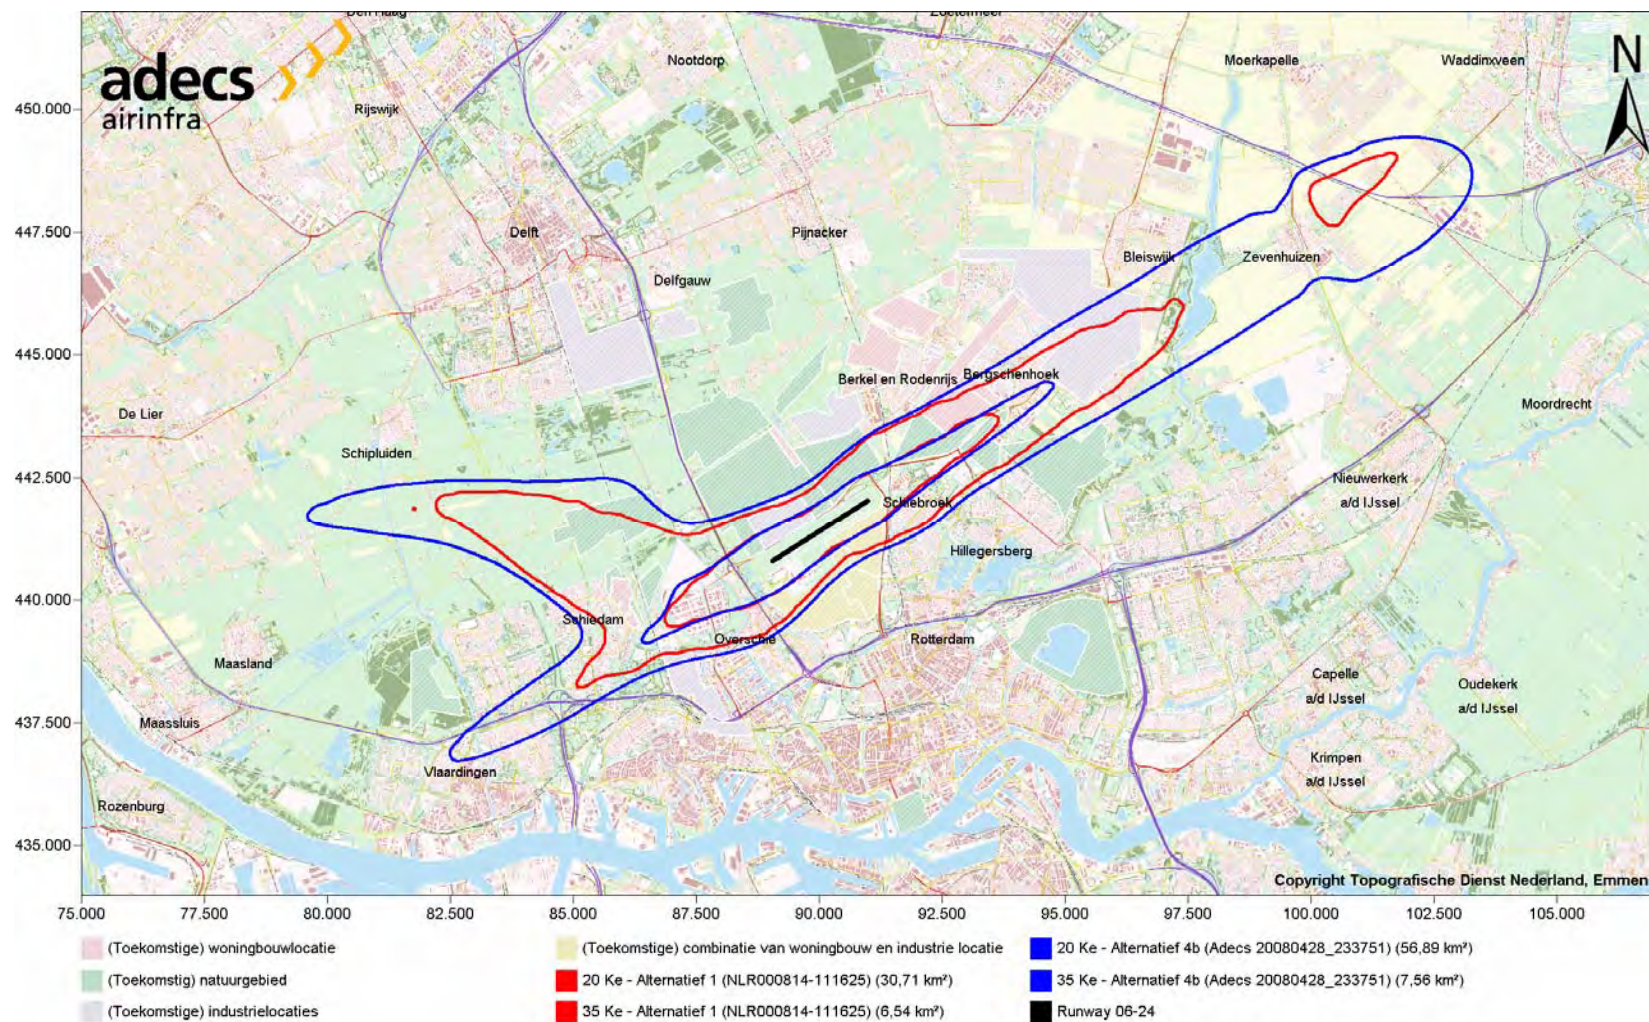 Den Haag
Zoetermeer
adecs
airinfra
Nootdorp
Moerkapelle
Waddinxveen
N
Rijswijk
450.000
447.500
Delft
Pijnacker
Bleiswijk
Zevenhuizen
Delfgauw
445.000
Berkel en Rodenrijs
Bergschenhoek
De Lier
Moordrecht
Schipluiden
442.500
Nieuwerkerk
a/d IJssel
Schiebroek
Hillegersberg
440.000
Schiedam
Overschie
Rotterdam
Maasland
Capelle
a/d IJssel
Oudekerk
a/d IJssel
437.500
Maassluis
Vlaardingen
Krimpen
a/d IJssel
Rozenburg
435.000
Copyright Topografische Dienst Nederland, Emmen
75.000 77.500 80.000 82.500 85.000 87.500 90.000 92.500 95.000 97.500 100.000 102.500 105.000
(Toekomstige) woningbouwlocatie
(Toekomstig) natuurgebied
(Toekomstige) industrielocaties
(Toekomstige) combinatie van woningbouw en industrie locatie
20 Ke - Alternatief 1 (NLR000814-111625) (30,71 km²)
35 Ke - Alternatief 1 (NLR000814-111625) (6,54 km²)
20 Ke - Alternatief 4b (Adecs 20080428_233751) (56,89 km²)
35 Ke - Alternatief 4b (Adecs 20080428_233751) (7,56 km²)
Runway 06-24